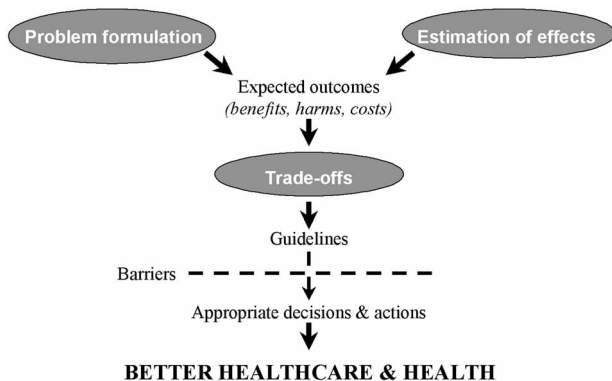 Problem formulation
Estimation of effects
Expected outcomes
(benefits, harms, costs)
Trade-offs
Guidelines
Barriers
Appropriate decisions & actions
BETTER HEALTHCARE & HEALTH